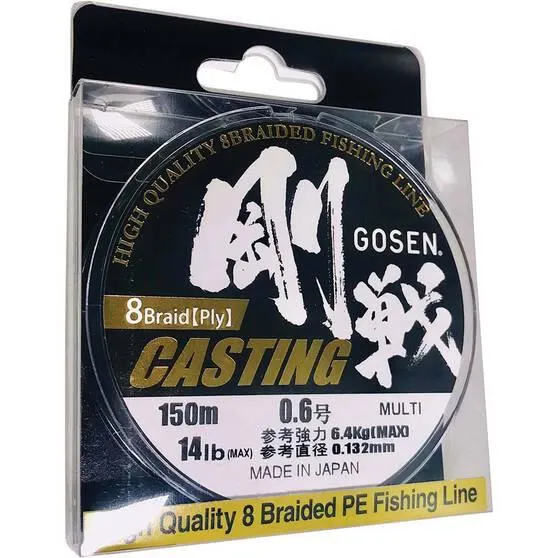 HIGH QUALITY 8BRAIDED FISHING LINE
剛戦
GOSEN®
8Braid【Ply】
CASTING
150m 0.6号 MULTI
14lb(MAX) 参考強力 6.4Kg(MAX)
参考直径 0.132mm
MADE IN JAPAN
High Quality 8 Braided PE Fishing Line